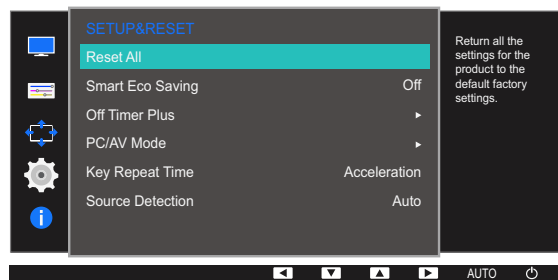 SETUP&RESET
Reset All
Smart Eco Saving Off
Off Timer Plus
PC/AV Mode
Key Repeat Time Acceleration
Source Detection Auto
Return all the
settings for the
product to the
default factory
settings.
AUTO